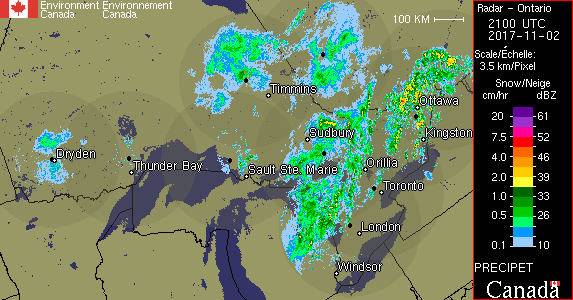 Environment Environnement
Canada Canada
100 KM
Radar - Ontario
2100 UTC
2017-11-02
Scale/Échelle:
3.5 km/Pixel
Snow/Neige
cm/hr dBZ
20 61
7.5 52
4.0 46
2.0 39
1.0 33
0.5 26
0.1 10
PRECIPET
Canada
Timmins
Ottawa
Sudbury
Kingston
Dryden
Thunder Bay
Sault Ste. Marie
Orillia
Toronto
London
Windsor